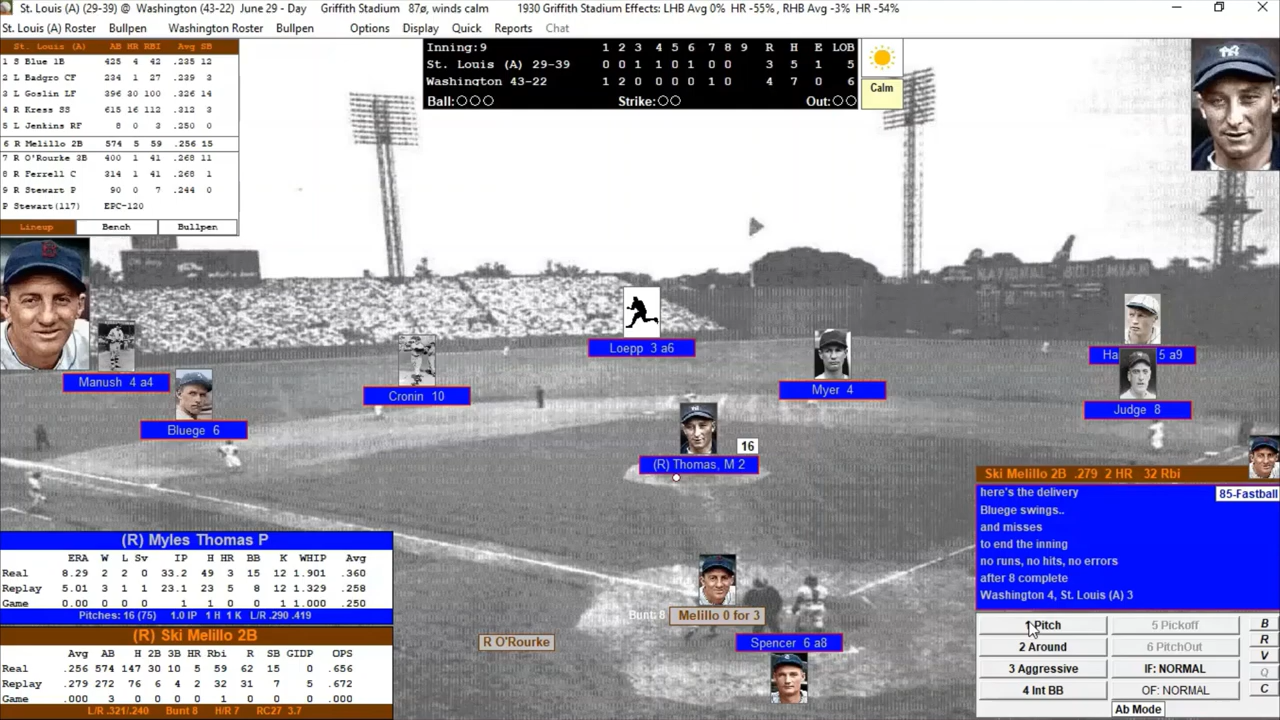 St. Louis (A) (29-39) @ Washington (43-22) June 29 - Day Griffith Stadium 87ø, winds calm 1930 Griffith Stadium Effects: LHB Avg 0% HR -55%, RHB Avg -3% HR -54%
St. Louis (A) Roster Bullpen Washington Roster Bullpen Options Display Quick Reports Chat
St. Louis (A) AB HR RBI Avg SB
1 S Blue 1B 425 4 42 .235 12
2 L Badgro CF 234 1 27 .239 3
3 L Goslin LF 396 30 100 .326 14
4 R Kress SS 615 16 112 .313 3
5 L Jenkins RF 8 0 3 .250 0
6 R Melillo 2B 574 5 59 .256 15
7 R O'Rourke 3B 400 1 41 .268 11
8 R Ferrell C 314 1 41 .268 1
9 R Stewart P 90 0 7 .244 0
P Stewart(117) EPC-120
Lineup Bench Bullpen
Inning:9 1 2 3 4 5 6 7 8 9 R H E LOB
St. Louis (A) 29-39 0 0 1 1 0 1 0 0 3 5 1 5
Washington 43-22 1 2 0 0 0 0 1 0 4 7 0 6
Ball: Strike: Out:
Calm
NATIONAL BOHEMIAN
Loepp 3 a6
Ha 5 a9
Manush 4 a4
Cronin 10
Myer 4
Judge 8
Bluege 6
16
(R) Thomas, M 2
Ski Melillo 2B .279 2 HR 32 Rbi
85-Fastball
here's the delivery
Bluege swings..
and misses
to end the inning
no runs, no hits, no errors
after 8 complete
Washington 4, St. Louis (A) 3
(R) Myles Thomas P
ERA W L Sv IP H HR BB K WHIP Avg
Real 8.29 2 2 0 33.2 49 3 15 12 1.901 .360
Replay 5.01 3 1 1 23.1 23 5 8 12 1.329 .258
Game 0.00 0 0 0 1 1 0 0 1 1.000 .250
Pitches: 16 (75) 1.0 IP 1 H 1 K L/R .290 .419
(R) Ski Melillo 2B
Avg AB H 2B 3B HR Rbi R SB GIDP OPS
Real .256 574 147 30 10 5 59 62 15 0 .656
Replay .279 272 76 6 4 2 32 31 7 5 .672
Game .000 3 0 0 0 0 1 0 0 0 .000
L/R .321/.240 Bunt 8 H/R 7 RC27 3.7
Bunt 8 Melillo 0 for 3
R O'Rourke
Spencer 6 a8
1 Pitch 5 Pickoff B
2 Around 6 PitchOut R
3 Aggressive IF: NORMAL V
Q
4 Int BB OF: NORMAL C
Ab Mode